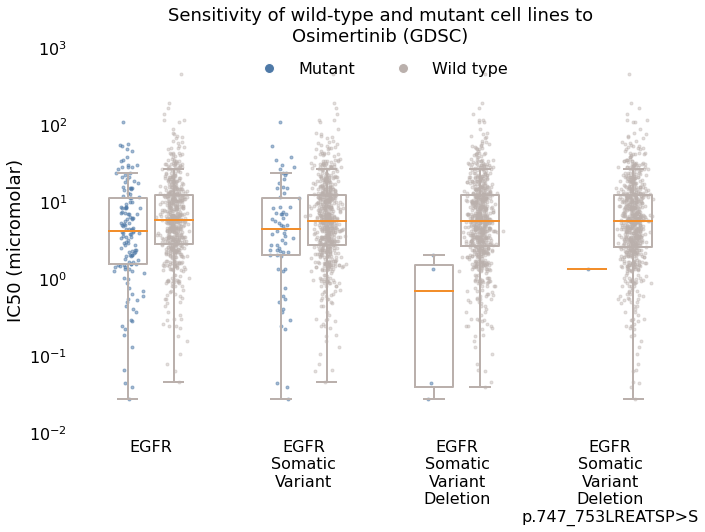 Sensitivity of wild-type and mutant cell lines to
Osimertinib (GDSC)
Mutant Wild type
IC50 (micromolar)
10³
10²
10¹
10⁰
10⁻¹
10⁻²
EGFR
EGFR
Somatic
Variant
EGFR
Somatic
Variant
Deletion
EGFR
Somatic
Variant
Deletion
p.747_753LREATSP>S